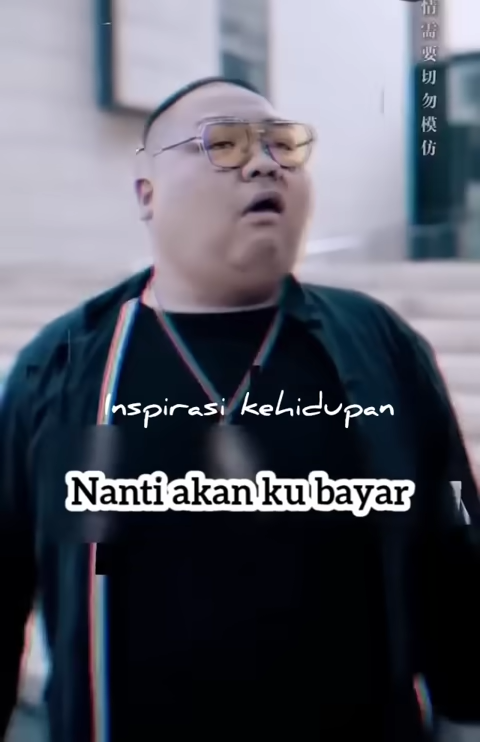 情需要切勿模仿
Inspirasi kehidupan
Nanti akan ku bayar